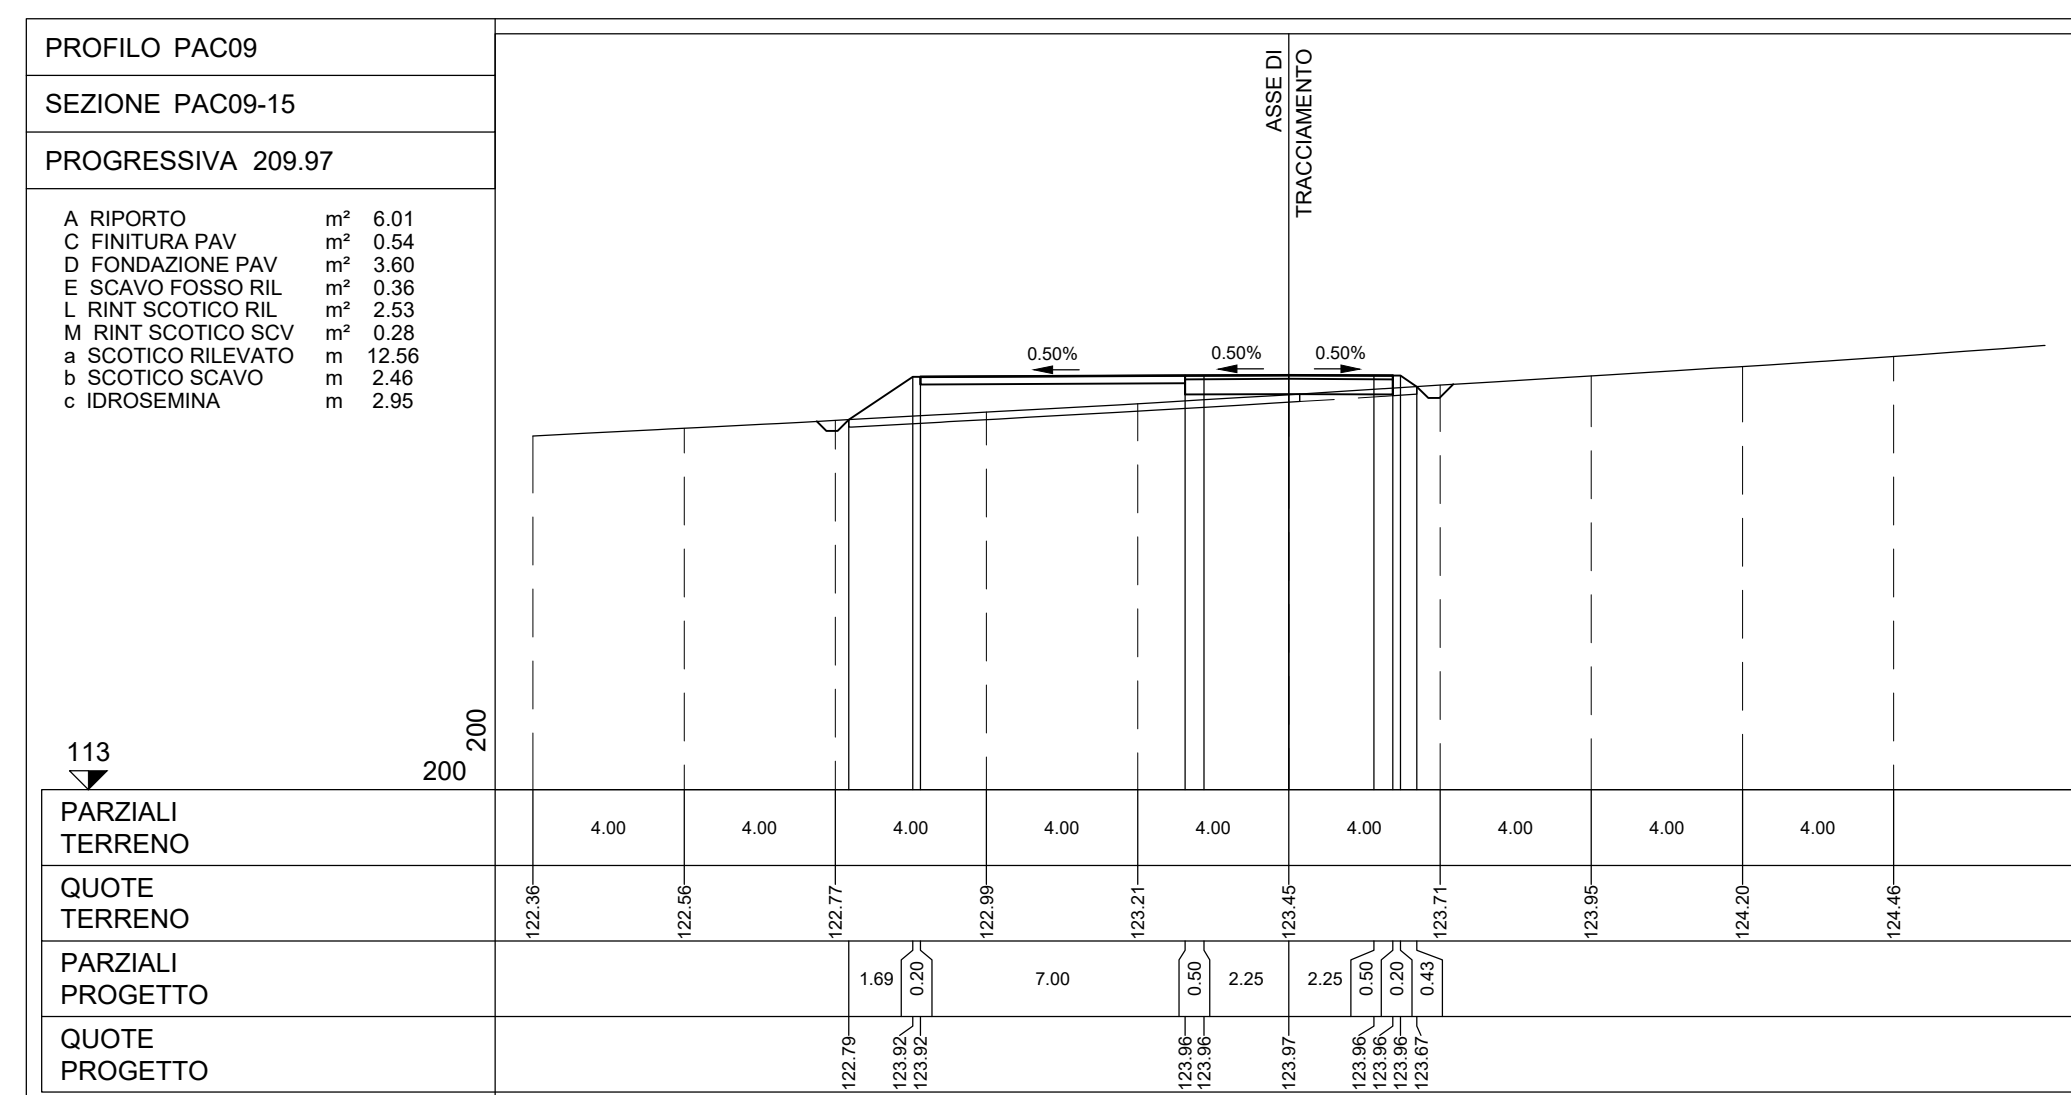 PROFILO PAC09
SEZIONE PAC09-15
PROGRESSIVA 209.97
A RIPORTO m² 6.01
C FINITURA PAV m² 0.54
D FONDAZIONE PAV m² 3.60
E SCAVO FOSSO RIL m² 0.36
L RINT SCOTICO RIL m² 2.53
M RINT SCOTICO SCV m² 0.28
a SCOTICO RILEVATO m 12.56
b SCOTICO SCAVO m 2.46
c IDROSEMINA m 2.95
ASSE DI
TRACCIAMENTO
0.50% 0.50% 0.50%
113
200
200
PARZIALI
TERRENO
4.00 4.00 4.00 4.00 4.00 4.00 4.00 4.00 4.00
QUOTE
TERRENO
122.36 122.56 122.77 122.99 123.21 123.45 123.71 123.95 124.20 124.46
PARZIALI
PROGETTO
1.69 0.20 7.00 0.50 2.25 2.25 0.50 0.20 0.43
QUOTE
PROGETTO
122.79 123.92 123.92 123.96 123.96 123.97 123.96 123.96 123.96 123.67